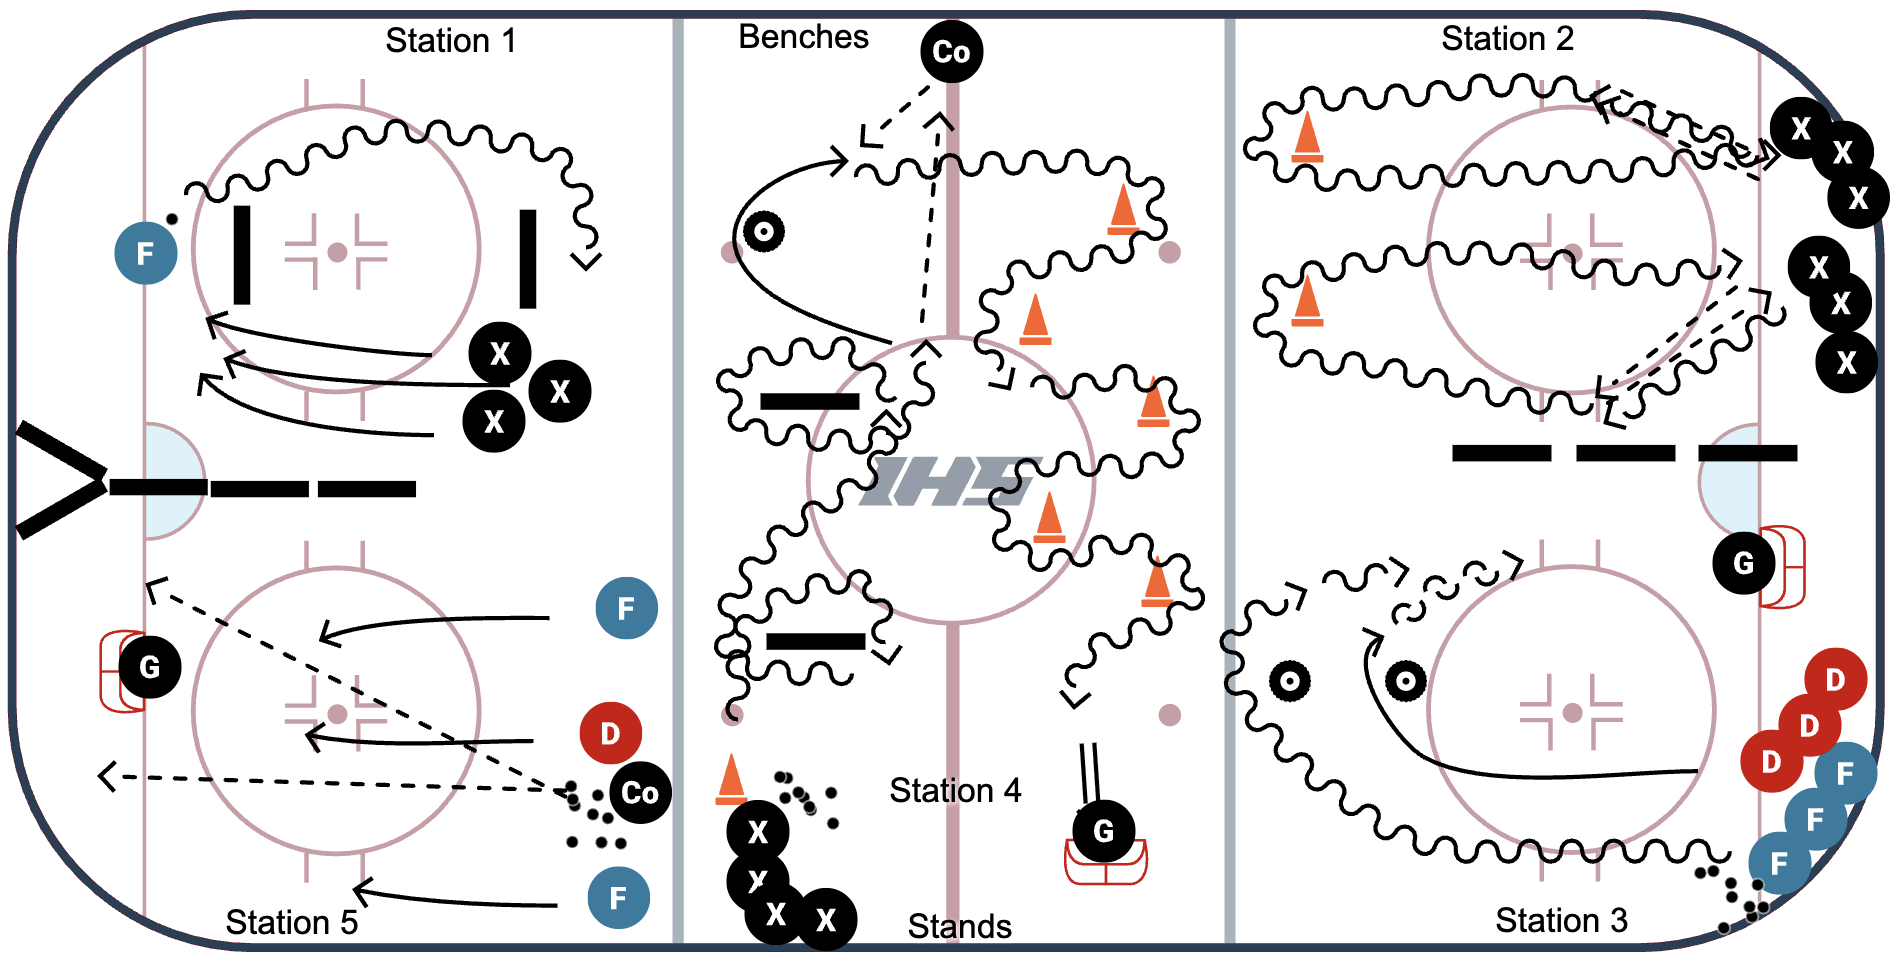 Station 1
Benches
Co
Station 2
X
X
X
F
X
X
X
X
X
X
IHS
G
F
G
D
D
D
F
F
F
D
Co
Station 4
X
G
X
X
X
F
Station 5
Stands
Station 3